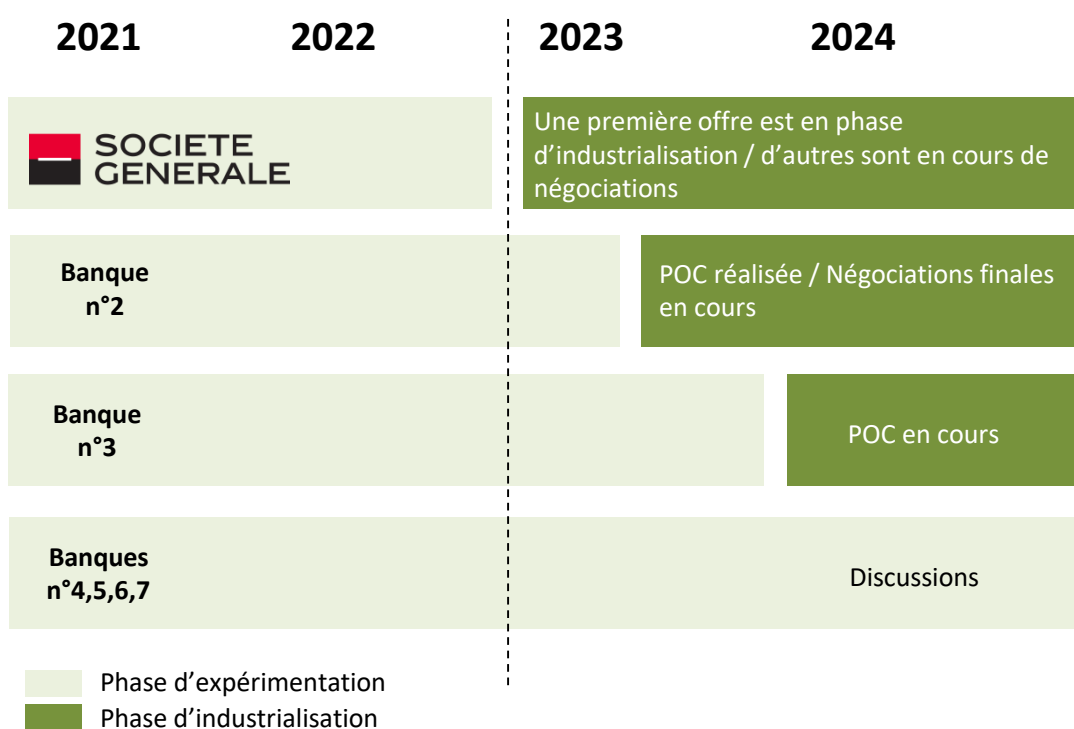 2021 2022 2023 2024
SOCIETE
GENERALE
Une première offre est en phase
d'industrialisation / d'autres sont en cours de
négociations
Banque
n°2
POC réalisée / Négociations finales
en cours
Banque
n°3
POC en cours
Banques
n°4,5,6,7
Discussions
Phase d'expérimentation
Phase d'industrialisation